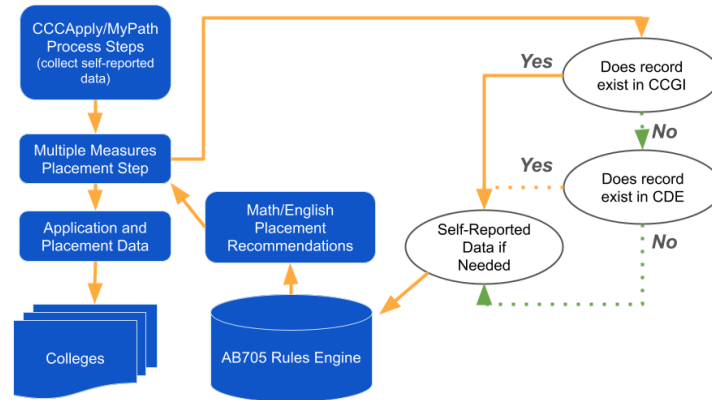 CCCApply/MyPath
Process Steps
(collect self-reported
data)
Multiple Measures
Placement Step
Application and
Placement Data
Colleges
Math/English
Placement
Recommendations
AB705 Rules Engine
Yes
Does record
exist in CCGI
No
Yes
Does record
exist in CDE
No
Self-Reported
Data if
Needed